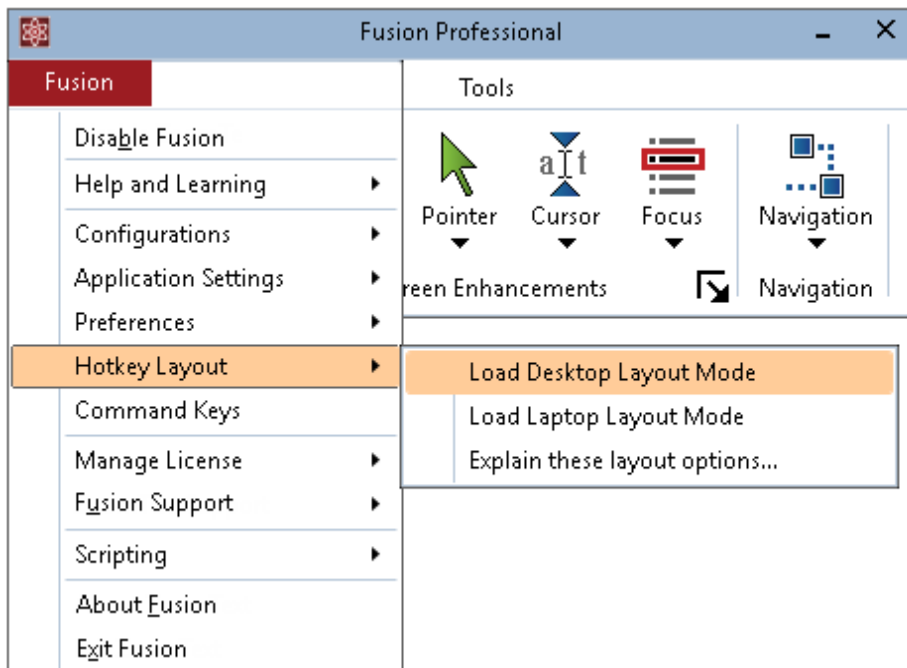 Fusion Professional
Fusion
Tools
Disable Fusion
Help and Learning
Configurations
Application Settings
Preferences
Hotkey Layout
Command Keys
Manage License
Fusion Support
Scripting
About Fusion
Exit Fusion
a t
Pointer
Cursor
Focus
Navigation
reen Enhancements
Navigation
Load Desktop Layout Mode
Load Laptop Layout Mode
Explain these layout options...